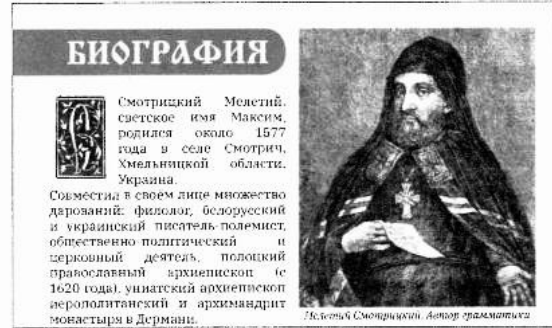 БИОГРАФИЯ
Смотрицкий Мелетий,
светское имя Максим,
родился около 1577
года в селе Смотрич,
Хмельницкой области,
Украина.
Совместил в своем лице множество
дарований: филолог, белорусский
и украинский писатель-полемист,
общественно-политический и
церковный деятель, полоцкий
православный архиепископ (с
1620 года), униатский архиепископ
иерополитанский и архимандрит
монастыря в Дермани.
Мелетий Смотрицкий. Автор грамматики